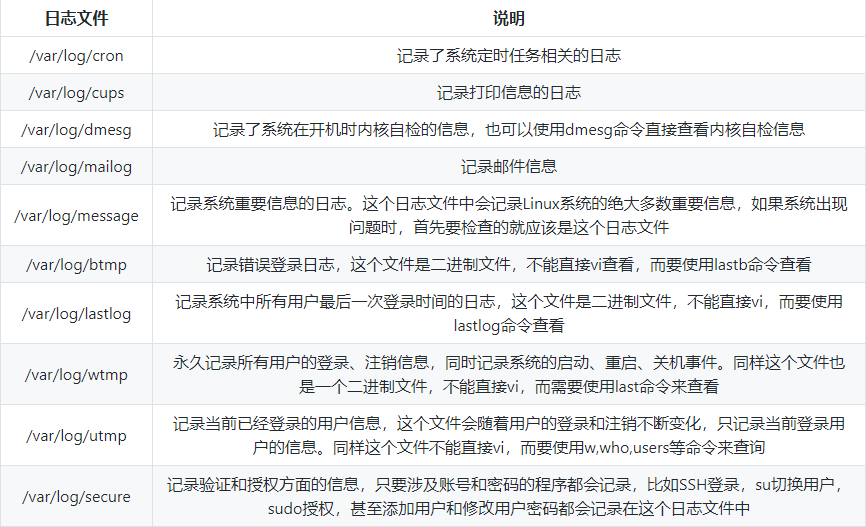 日志文件 说明
/var/log/cron 记录了系统定时任务相关的日志
/var/log/cups 记录打印信息的日志
/var/log/dmesg 记录了系统在开机时内核自检的信息，也可以使用dmesg命令直接查看内核自检信息
/var/log/mailog 记录邮件信息
/var/log/message 记录系统重要信息的日志。这个日志文件中会记录Linux系统的绝大多数重要信息，如果系统出现
问题时，首先要检查的就应该是这个日志文件
/var/log/btmp 记录错误登录日志，这个文件是二进制文件，不能直接vi查看，而要使用lastb命令查看
/var/log/lastlog 记录系统中所有用户最后一次登录时间的日志，这个文件是二进制文件，不能直接vi，而要使用
lastlog命令查看
/var/log/wtmp 永久记录所有用户的登录、注销信息，同时记录系统的启动、重启、关机事件。同样这个文件也
是一个二进制文件，不能直接vi，而需要使用last命令来查看
/var/log/utmp 记录当前已经登录的用户信息，这个文件会随着用户的登录和注销不断变化，只记录当前登录用
户的信息。同样这个文件不能直接vi，而要使用w,who,users等命令来查询
/var/log/secure 记录验证和授权方面的信息，只要涉及账号和密码的程序都会记录，比如SSH登录，su切换用户，
sudo授权，甚至添加用户和修改用户密码都会记录在这个日志文件中